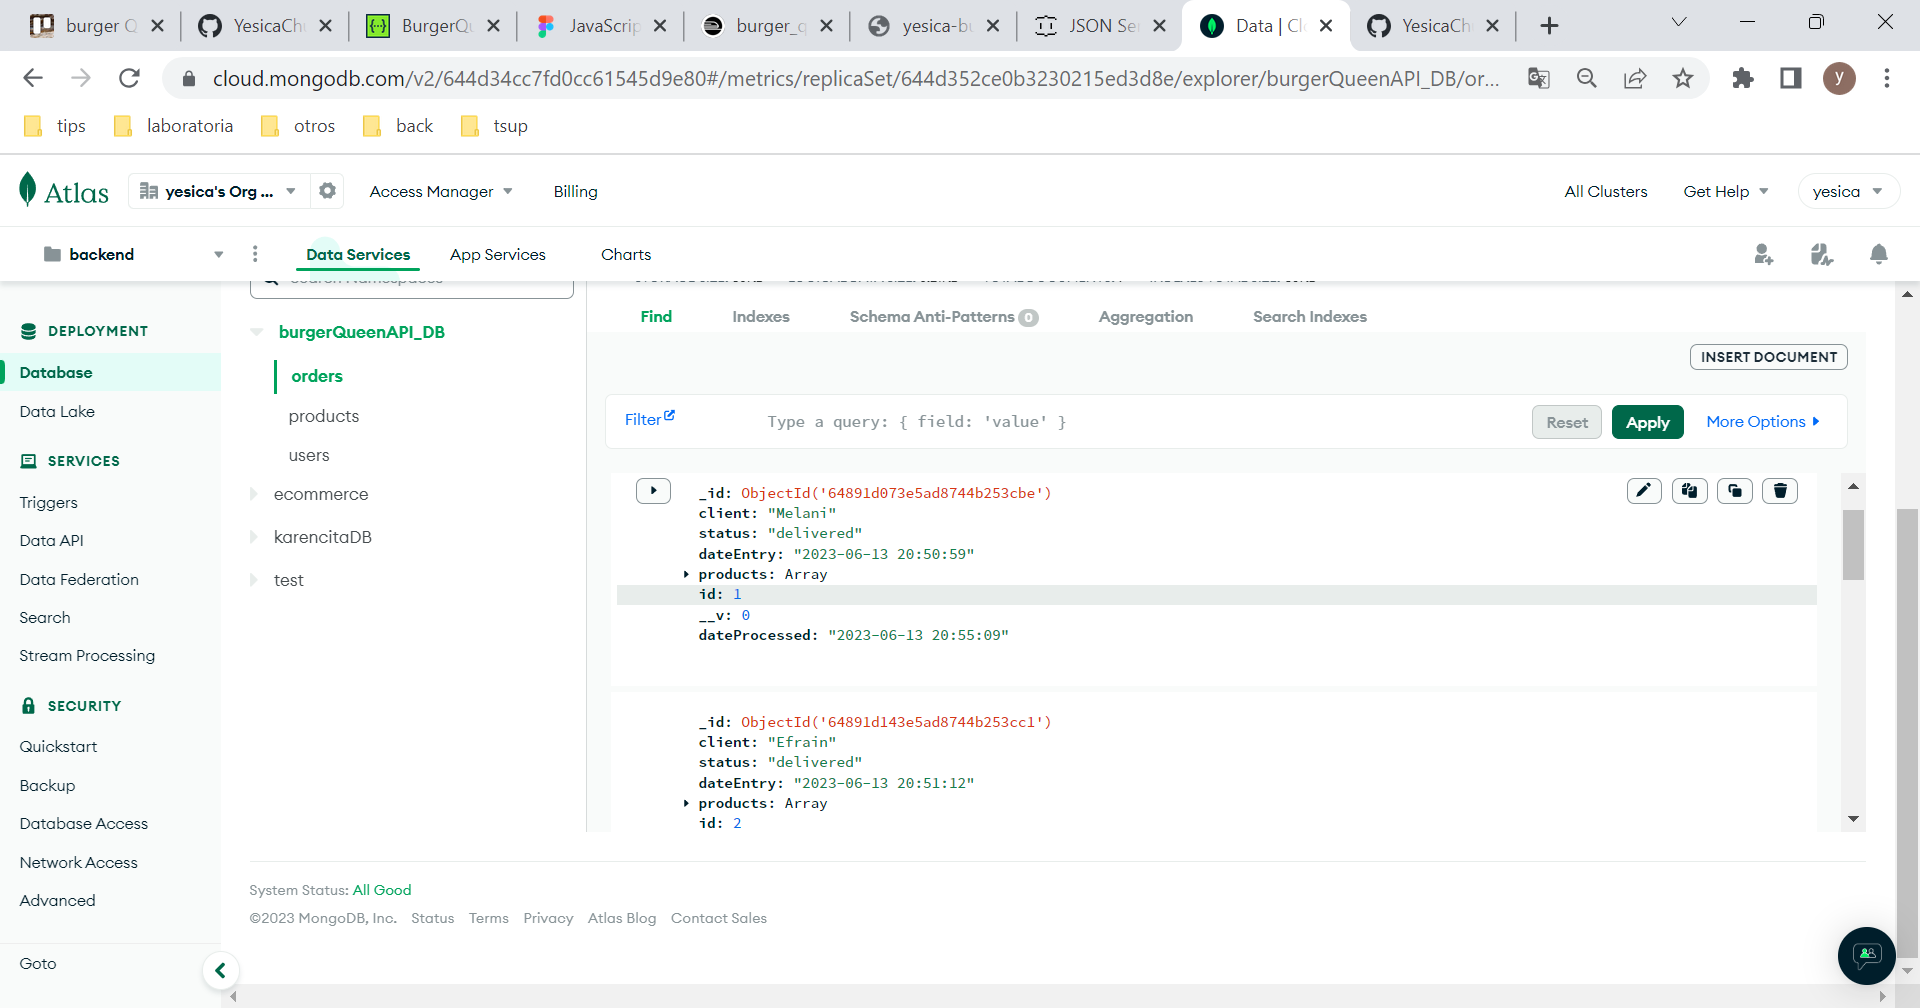 burger Q
YesicaCh
BurgerQu
JavaScrip
burger_q
yesica-bu
JSON Se
Data | Cl
YesicaCh
cloud.mongodb.com/v2/644d34cc7fd0cc61545d9e80#/metrics/replicaSet/644d352ce0b3230215ed3d8e/explorer/burgerQueenAPI_DB/or...
y
tips
laboratoria
otros
back
tsup
Atlas
yesica's Org ...
Access Manager
Billing
All Clusters
Get Help
yesica
backend
Data Services
App Services
Charts
DEPLOYMENT
Database
Data Lake
SERVICES
Triggers
Data API
Data Federation
Search
Stream Processing
SECURITY
Quickstart
Backup
Database Access
Network Access
Advanced
Goto
burgerQueenAPI_DB
orders
products
users
ecommerce
karencitaDB
test
Find
Indexes
Schema Anti-Patterns 0
Aggregation
Search Indexes
INSERT DOCUMENT
Filter
Type a query: { field: 'value' }
Reset
Apply
More Options
_id: ObjectId('64891d073e5ad8744b253cbe')
client: "Melani"
status: "delivered"
dateEntry: "2023-06-13 20:50:59"
products: Array
id: 1
__v: 0
dateProcessed: "2023-06-13 20:55:09"
_id: ObjectId('64891d143e5ad8744b253cc1')
client: "Efrain"
status: "delivered"
dateEntry: "2023-06-13 20:51:12"
products: Array
id: 2
System Status: All Good
©2023 MongoDB, Inc.
Status
Terms
Privacy
Atlas Blog
Contact Sales